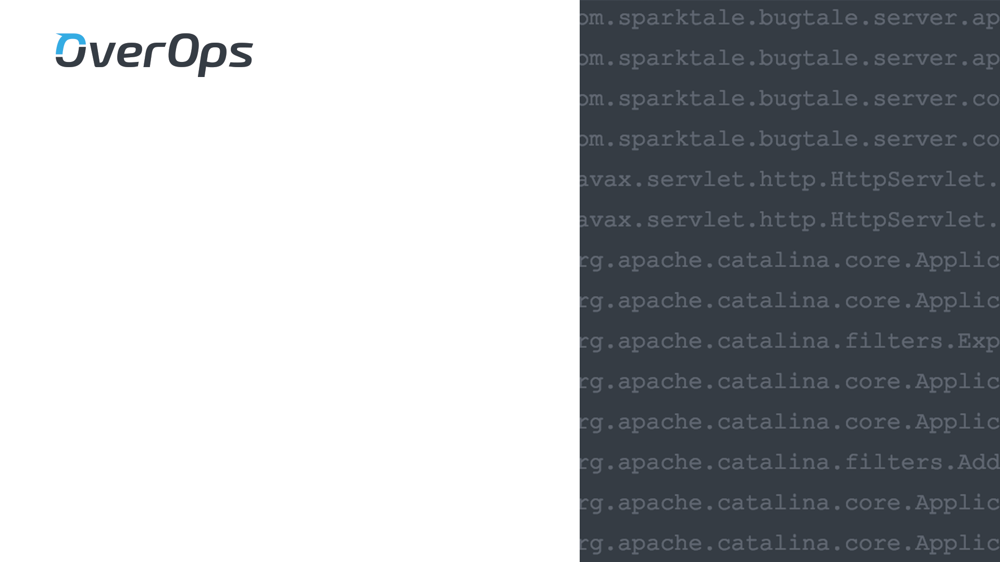 OverOps
om.sparktale.bugtale.server.ap
om.sparktale.bugtale.server.ap
om.sparktale.bugtale.server.co
om.sparktale.bugtale.server.co
avax.servlet.http.HttpServlet.
avax.servlet.http.HttpServlet.
rg.apache.catalina.core.Applic
rg.apache.catalina.core.Applic
rg.apache.catalina.filters.Exp
rg.apache.catalina.core.Applic
rg.apache.catalina.core.Applic
rg.apache.catalina.filters.Add
rg.apache.catalina.core.Applic
rg.apache.catalina.core.Applic